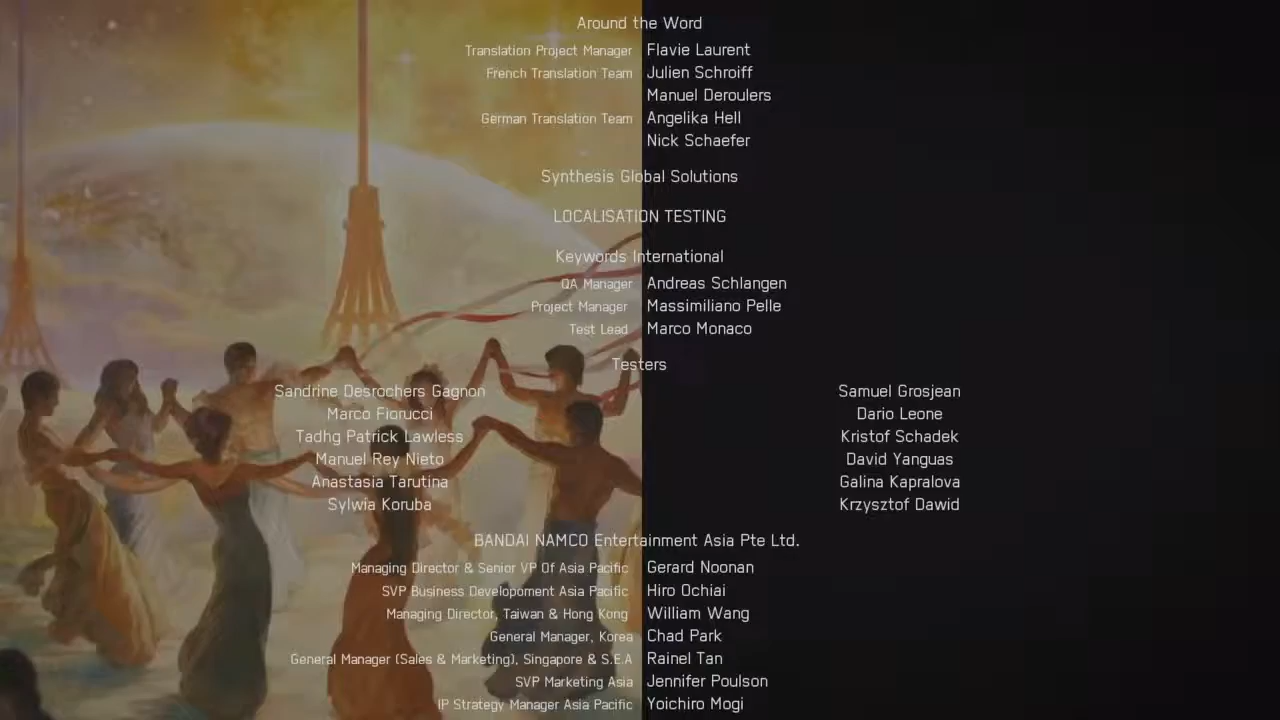 Around the Word
Translation Project Manager Flavie Laurent
French Translation Team Julien Schroiff
Manuel Deroulers
German Translation Team Angelika Hell
Nick Schaefer
Synthesis Global Solutions
LOCALISATION TESTING
Keywords International
QA Manager Andreas Schlangen
Project Manager Massimiliano Pelle
Test Lead Marco Monaco
Testers
Sandrine Desrochers Gagnon Samuel Grosjean
Marco Fiorucci Dario Leone
Tadhg Patrick Lawless Kristof Schadek
Manuel Rey Nieto David Yanguas
Anastasia Tarutina Galina Kapralova
Sylwia Koruba Krzysztof Dawid
BANDAI NAMCO Entertainment Asia Pte Ltd.
Managing Director & Senior VP Of Asia Pacific Gerard Noonan
SVP Business Developoment Asia Pacific Hiro Ochiai
Managing Director, Taiwan & Hong Kong William Wang
General Manager, Korea Chad Park
General Manager (Sales & Marketing), Singapore & S.E.A Rainel Tan
SVP Marketing Asia Jennifer Poulson
IP Strategy Manager Asia Pacific Yoichiro Mogi